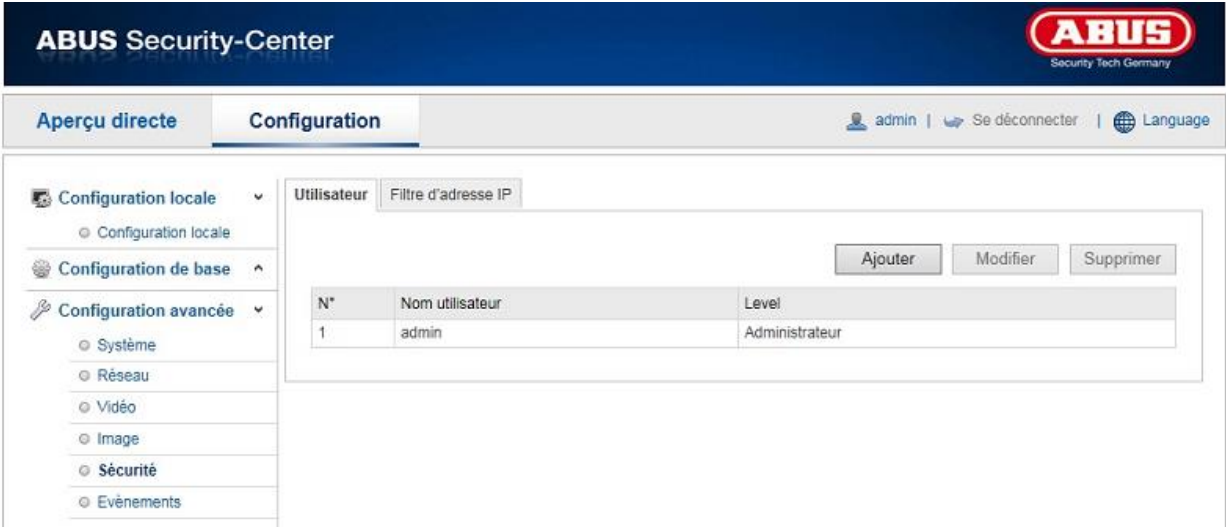 ABUS Security-Center
ABUS
Security Tech Germany
Aperçu directe
Configuration
admin | Se déconnecter | Language
Configuration locale
Configuration locale
Configuration de base
Configuration avancée
Système
Réseau
Vidéo
Image
Sécurité
Evènements
Utilisateur
Filtre d'adresse IP
Ajouter
Modifier
Supprimer
N° Nom utilisateur Level
1 admin Administrateur